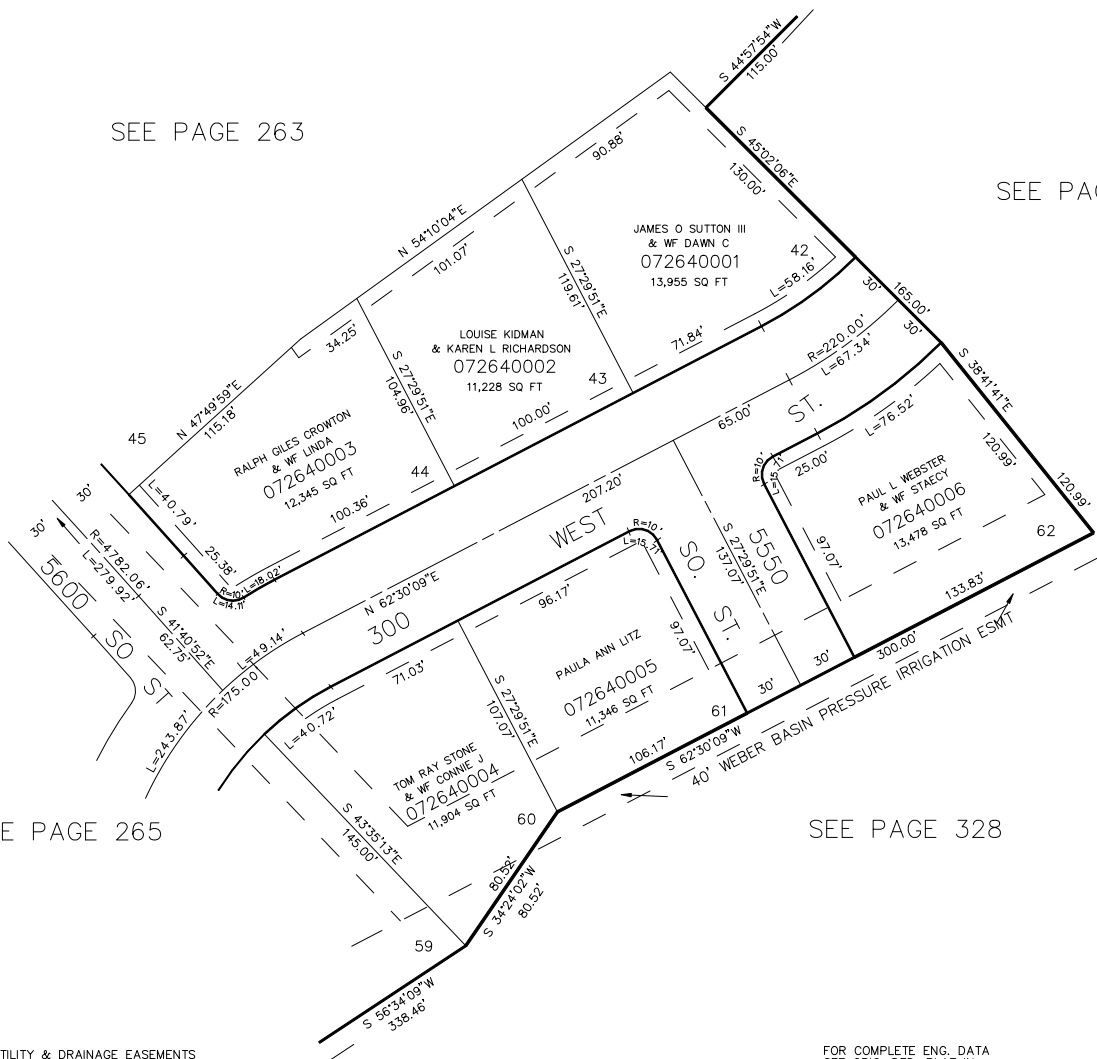 S 44°57'54"W
115.00'
SEE PAGE 263
S 45°02'06"E
130.00'
90.88'
SEE PAG
N 54°10'04"E
101.07'
JAMES O SUTTON III
& WF DAWN C
072640001
13,955 SQ FT
42
S 27°29'51"E
119.61'
L=58.16'
30'
165.00'
30'
34.25'
LOUISE KIDMAN
& KAREN L RICHARDSON
072640002
11,228 SQ FT
43
71.84'
R=220.00'
L=67.34'
S 38°41'41"E
120.99'
120.99'
S 27°29'51"E
104.96'
N 47°49'59"E
115.18'
45
100.00'
65.00'
ST.
L=76.52'
RALPH GILES CROWTON
& WF LINDA
072640003
12,345 SQ FT
44
L=40.79'
100.36'
25.38'
R=10'
L=14.11'
L=18.02'
30'
30'
R=4782.06'
L=279.92'
S 41°40'52"E
62.75'
5600 SO ST
R=10'
L=15.71'
25.00'
PAUL L WEBSTER
& WF STAECY
072640006
13,478 SQ FT
62
97.07'
133.83'
207.20'
WEST
R=10'
L=15.71'
SO. ST.
5550
S 27°29'51"E
137.07'
N 62°30'09"E
300
L=49.14'
R=175.00'
L=243.87'
96.17'
97.07'
PAULA ANN LITZ
072640005
11,346 SQ FT
61
30'
30'
300.00'
S 62°30'09"W
106.17'
40' WEBER BASIN PRESSURE IRRIGATION ESMT
71.03'
S 27°29'51"E
107.07'
L=40.72'
TOM RAY STONE
& WF CONNIE J
072640004
11,904 SQ FT
60
S 43°35'13"E
145.00'
E PAGE 265
SEE PAGE 328
80.52'
S 34°24'02"W
80.52'
59
S 56°34'09"W
338.46'
TILITY & DRAINAGE EASEMENTS
FOR COMPLETE ENG. DATA